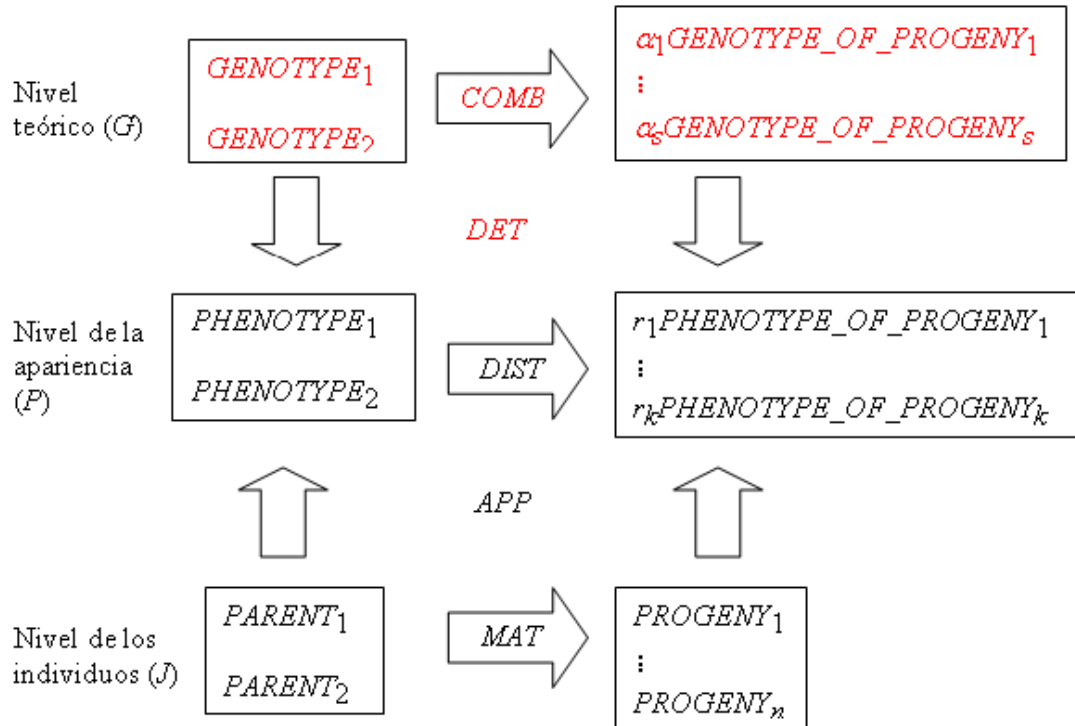 Nivel
teórico (G)
GENOTYPE₁
GENOTYPE₂
COMB
α₁GENOTYPE_OF_PROGENY₁
⋮
αₛGENOTYPE_OF_PROGENYₛ
DET
Nivel de la
apariencia
(P)
PHENOTYPE₁
PHENOTYPE₂
DIST
r₁PHENOTYPE_OF_PROGENY₁
⋮
rₖPHENOTYPE_OF_PROGENYₖ
APP
Nivel de los
individuos (J)
PARENT₁
PARENT₂
MAT
PROGENY₁
⋮
PROGENYₙ